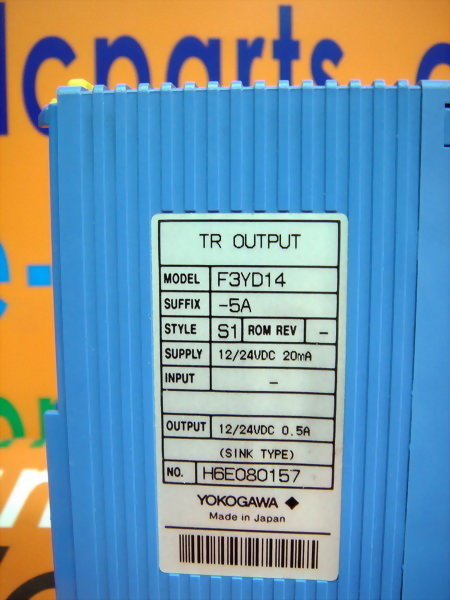 lcparts.c
TR OUTPUT
MODEL F3YD14
SUFFIX -5A
STYLE S1 ROM REV -
SUPPLY 12/24VDC 20mA
INPUT -
OUTPUT 12/24VDC 0.5A
(SINK TYPE)
NO. H6E080157
YOKOGAWA
Made in Japan